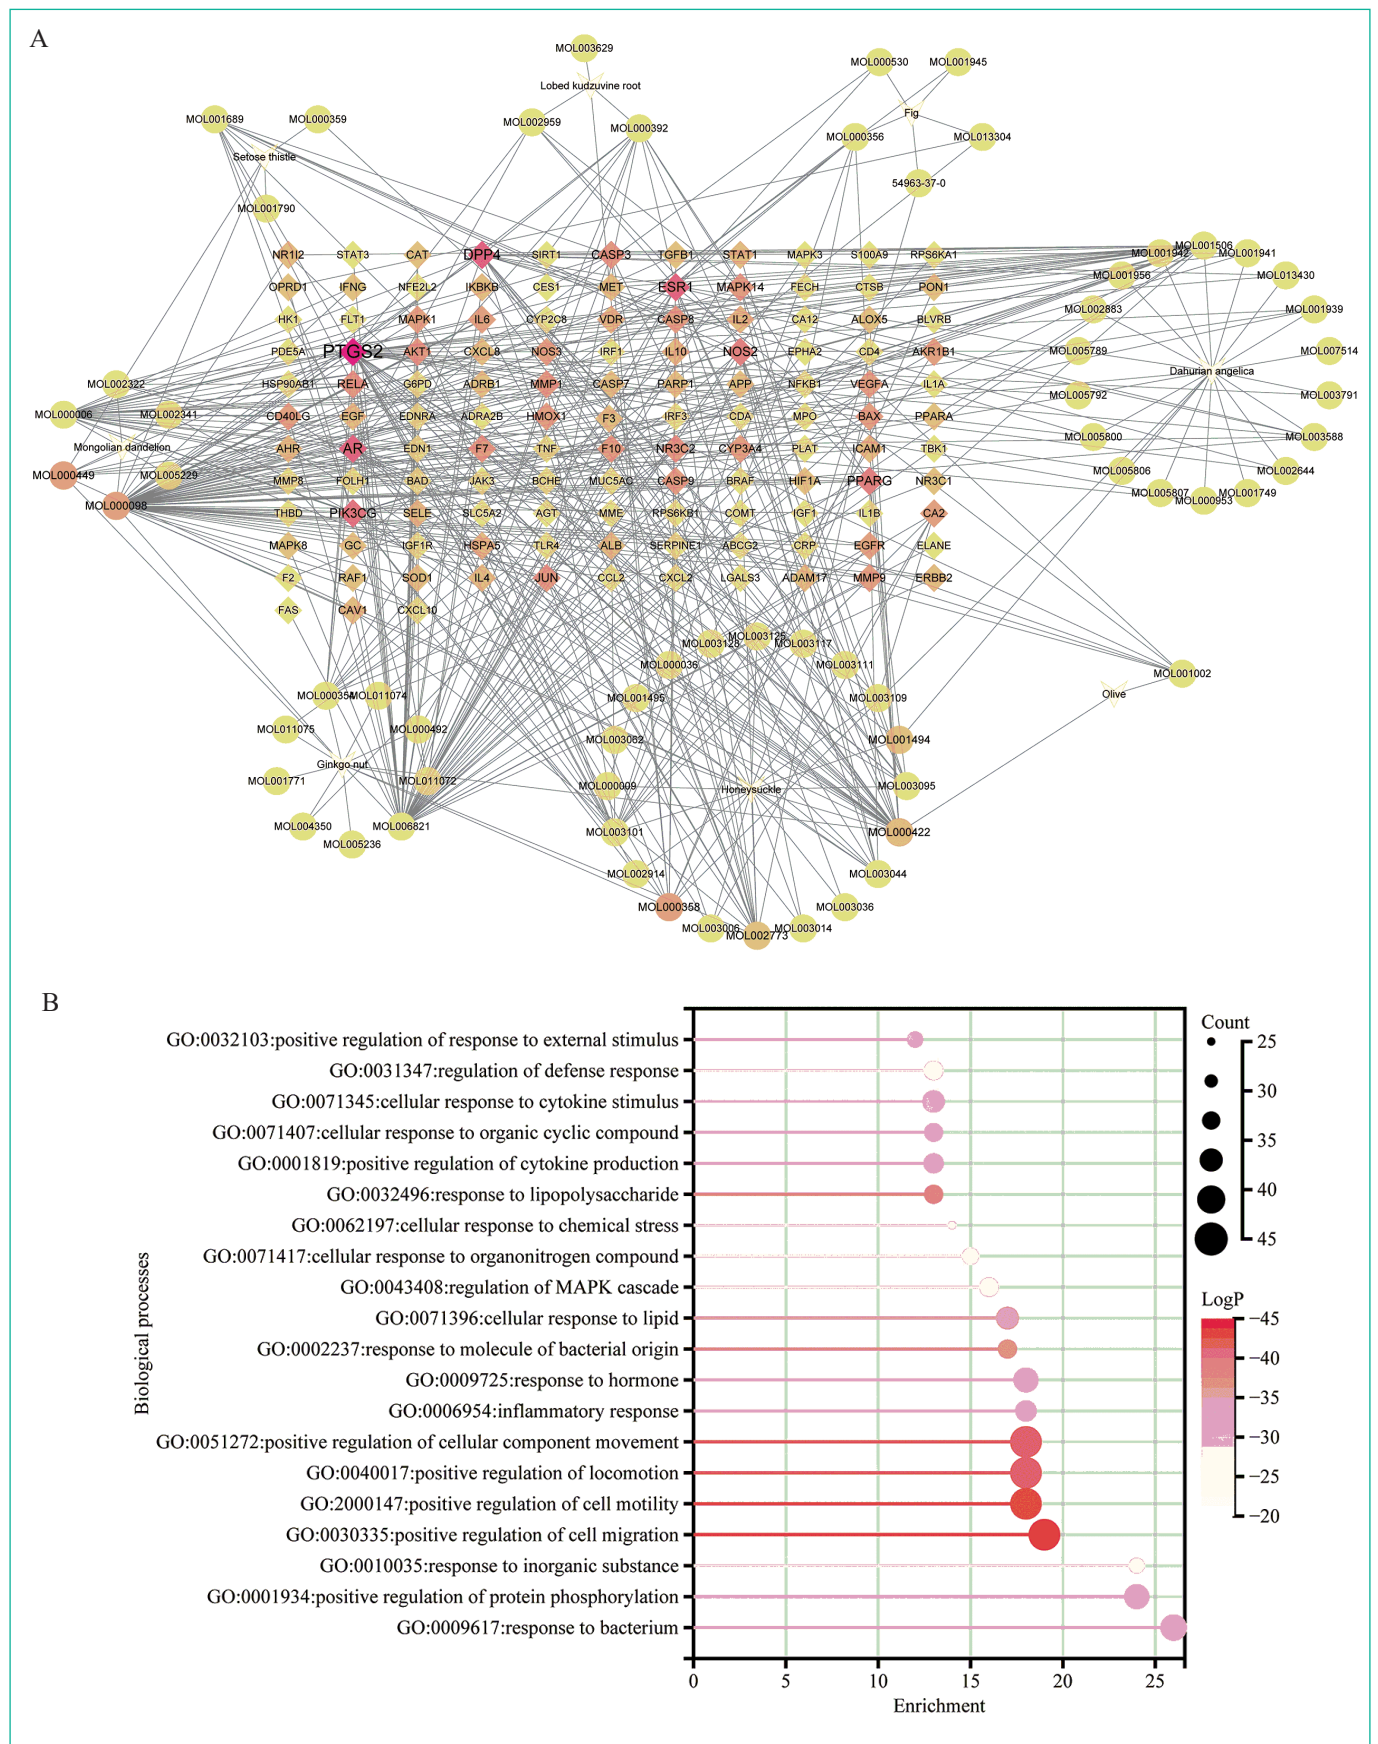 A
MOL003629
Lobed kudzuvine root
MOL000530
MOL001945
Fig
MOL001689
MOL000359
MOL002959
MOL000392
MOL000356
MOL013304
Setose thistle
54963-37-0
MOL001790
NR1I2 STAT3 CAT DPP4 SIRT1 CASP3 TGFB1 STAT1 MAPK3 S100A9 RPS6KA1
OPRD1 IFNG NFE2L2 IKBKB CES1 MET ESR1 MAPK14 FECH CTSB PON1
HK1 FLT1 MAPK1 IL6 CYP2C8 VDR CASP8 IL2 CA12 ALOX5 BLVRB
PDE5A PTGS2 AKT1 CXCL8 NOS3 IRF1 IL10 NOS2 EPHA2 CD4 AKR1B1
HSP90AB1 RELA G6PD ADRB1 MMP1 CASP7 PARP1 APP NFKB1 VEGFA IL1A
CD40LG EGF EDNRA ADRA2B HMOX1 F3 IRF3 CDA MPO BAX PPARA
AHR AR EDN1 F7 TNF F10 NR3C2 CYP3A4 PLAT ICAM1 TBK1
MMP8 FOLH1 BAD JAK3 BCHE MUC5AC CASP9 BRAF HIF1A PPARG NR3C1
THBD PIK3CG SELE SLC5A2 AGT MME RPS6KB1 COMT IGF1 IL1B CA2
MAPK8 GC IGF1R HSPA5 TLR4 ALB SERPINE1 ABCG2 CRP EGFR ELANE
F2 RAF1 SOD1 IL4 JUN CCL2 CXCL2 LGALS3 ADAM17 MMP9 ERBB2
FAS CAV1 CXCL10
MOL001506
MOL001942
MOL001941
MOL001956
MOL013430
MOL002883
MOL001939
MOL005789
MOL007514
Dahurian angelica
MOL005792
MOL003791
MOL005800
MOL003588
MOL005806
MOL002644
MOL005807
MOL000953
MOL001749
MOL002322
MOL000006
MOL002341
Mongolian dandelion
MOL000449
MOL005229
MOL000098
MOL000354
MOL011074
MOL011075
MOL000492
Ginkgo nut
MOL001771
MOL011072
MOL004350
MOL006821
MOL005236
MOL003128
MOL003125
MOL003117
MOL000036
MOL003111
MOL001495
MOL003109
MOL003062
MOL001494
MOL000009
Honeysuckle
MOL003095
MOL003101
MOL000422
MOL002914
MOL003044
MOL000358
MOL003036
MOL003006
MOL002773
MOL003014
MOL001002
Olive
B
Biological processes
GO:0032103:positive regulation of response to external stimulus
GO:0031347:regulation of defense response
GO:0071345:cellular response to cytokine stimulus
GO:0071407:cellular response to organic cyclic compound
GO:0001819:positive regulation of cytokine production
GO:0032496:response to lipopolysaccharide
GO:0062197:cellular response to chemical stress
GO:0071417:cellular response to organonitrogen compound
GO:0043408:regulation of MAPK cascade
GO:0071396:cellular response to lipid
GO:0002237:response to molecule of bacterial origin
GO:0009725:response to hormone
GO:0006954:inflammatory response
GO:0051272:positive regulation of cellular component movement
GO:0040017:positive regulation of locomotion
GO:2000147:positive regulation of cell motility
GO:0030335:positive regulation of cell migration
GO:0010035:response to inorganic substance
GO:0001934:positive regulation of protein phosphorylation
GO:0009617:response to bacterium
0 5 10 15 20 25
Enrichment
Count
25
30
35
40
45
LogP
−45
−40
−35
−30
−25
−20